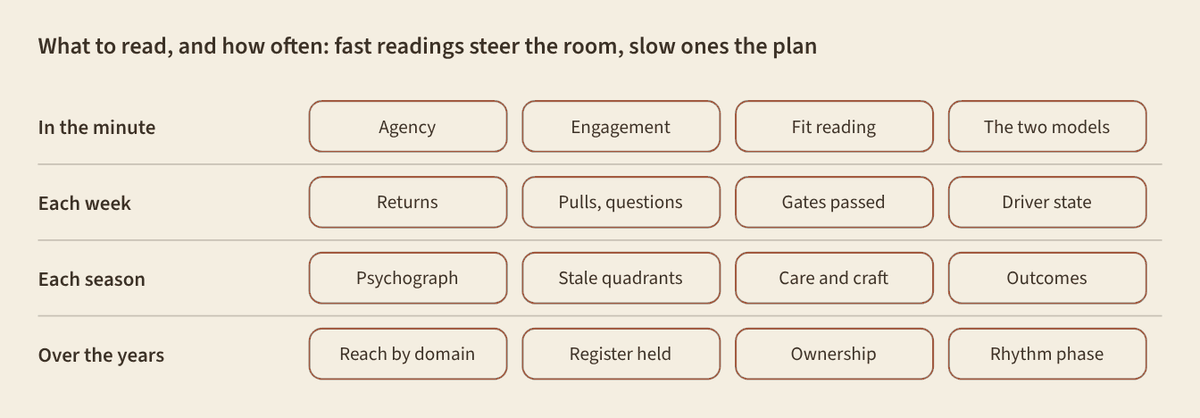 What to read, and how often: fast readings steer the room, slow ones the plan
In the minute
Agency
Engagement
Fit reading
The two models
Each week
Returns
Pulls, questions
Gates passed
Driver state
Each season
Psychograph
Stale quadrants
Care and craft
Outcomes
Over the years
Reach by domain
Register held
Ownership
Rhythm phase